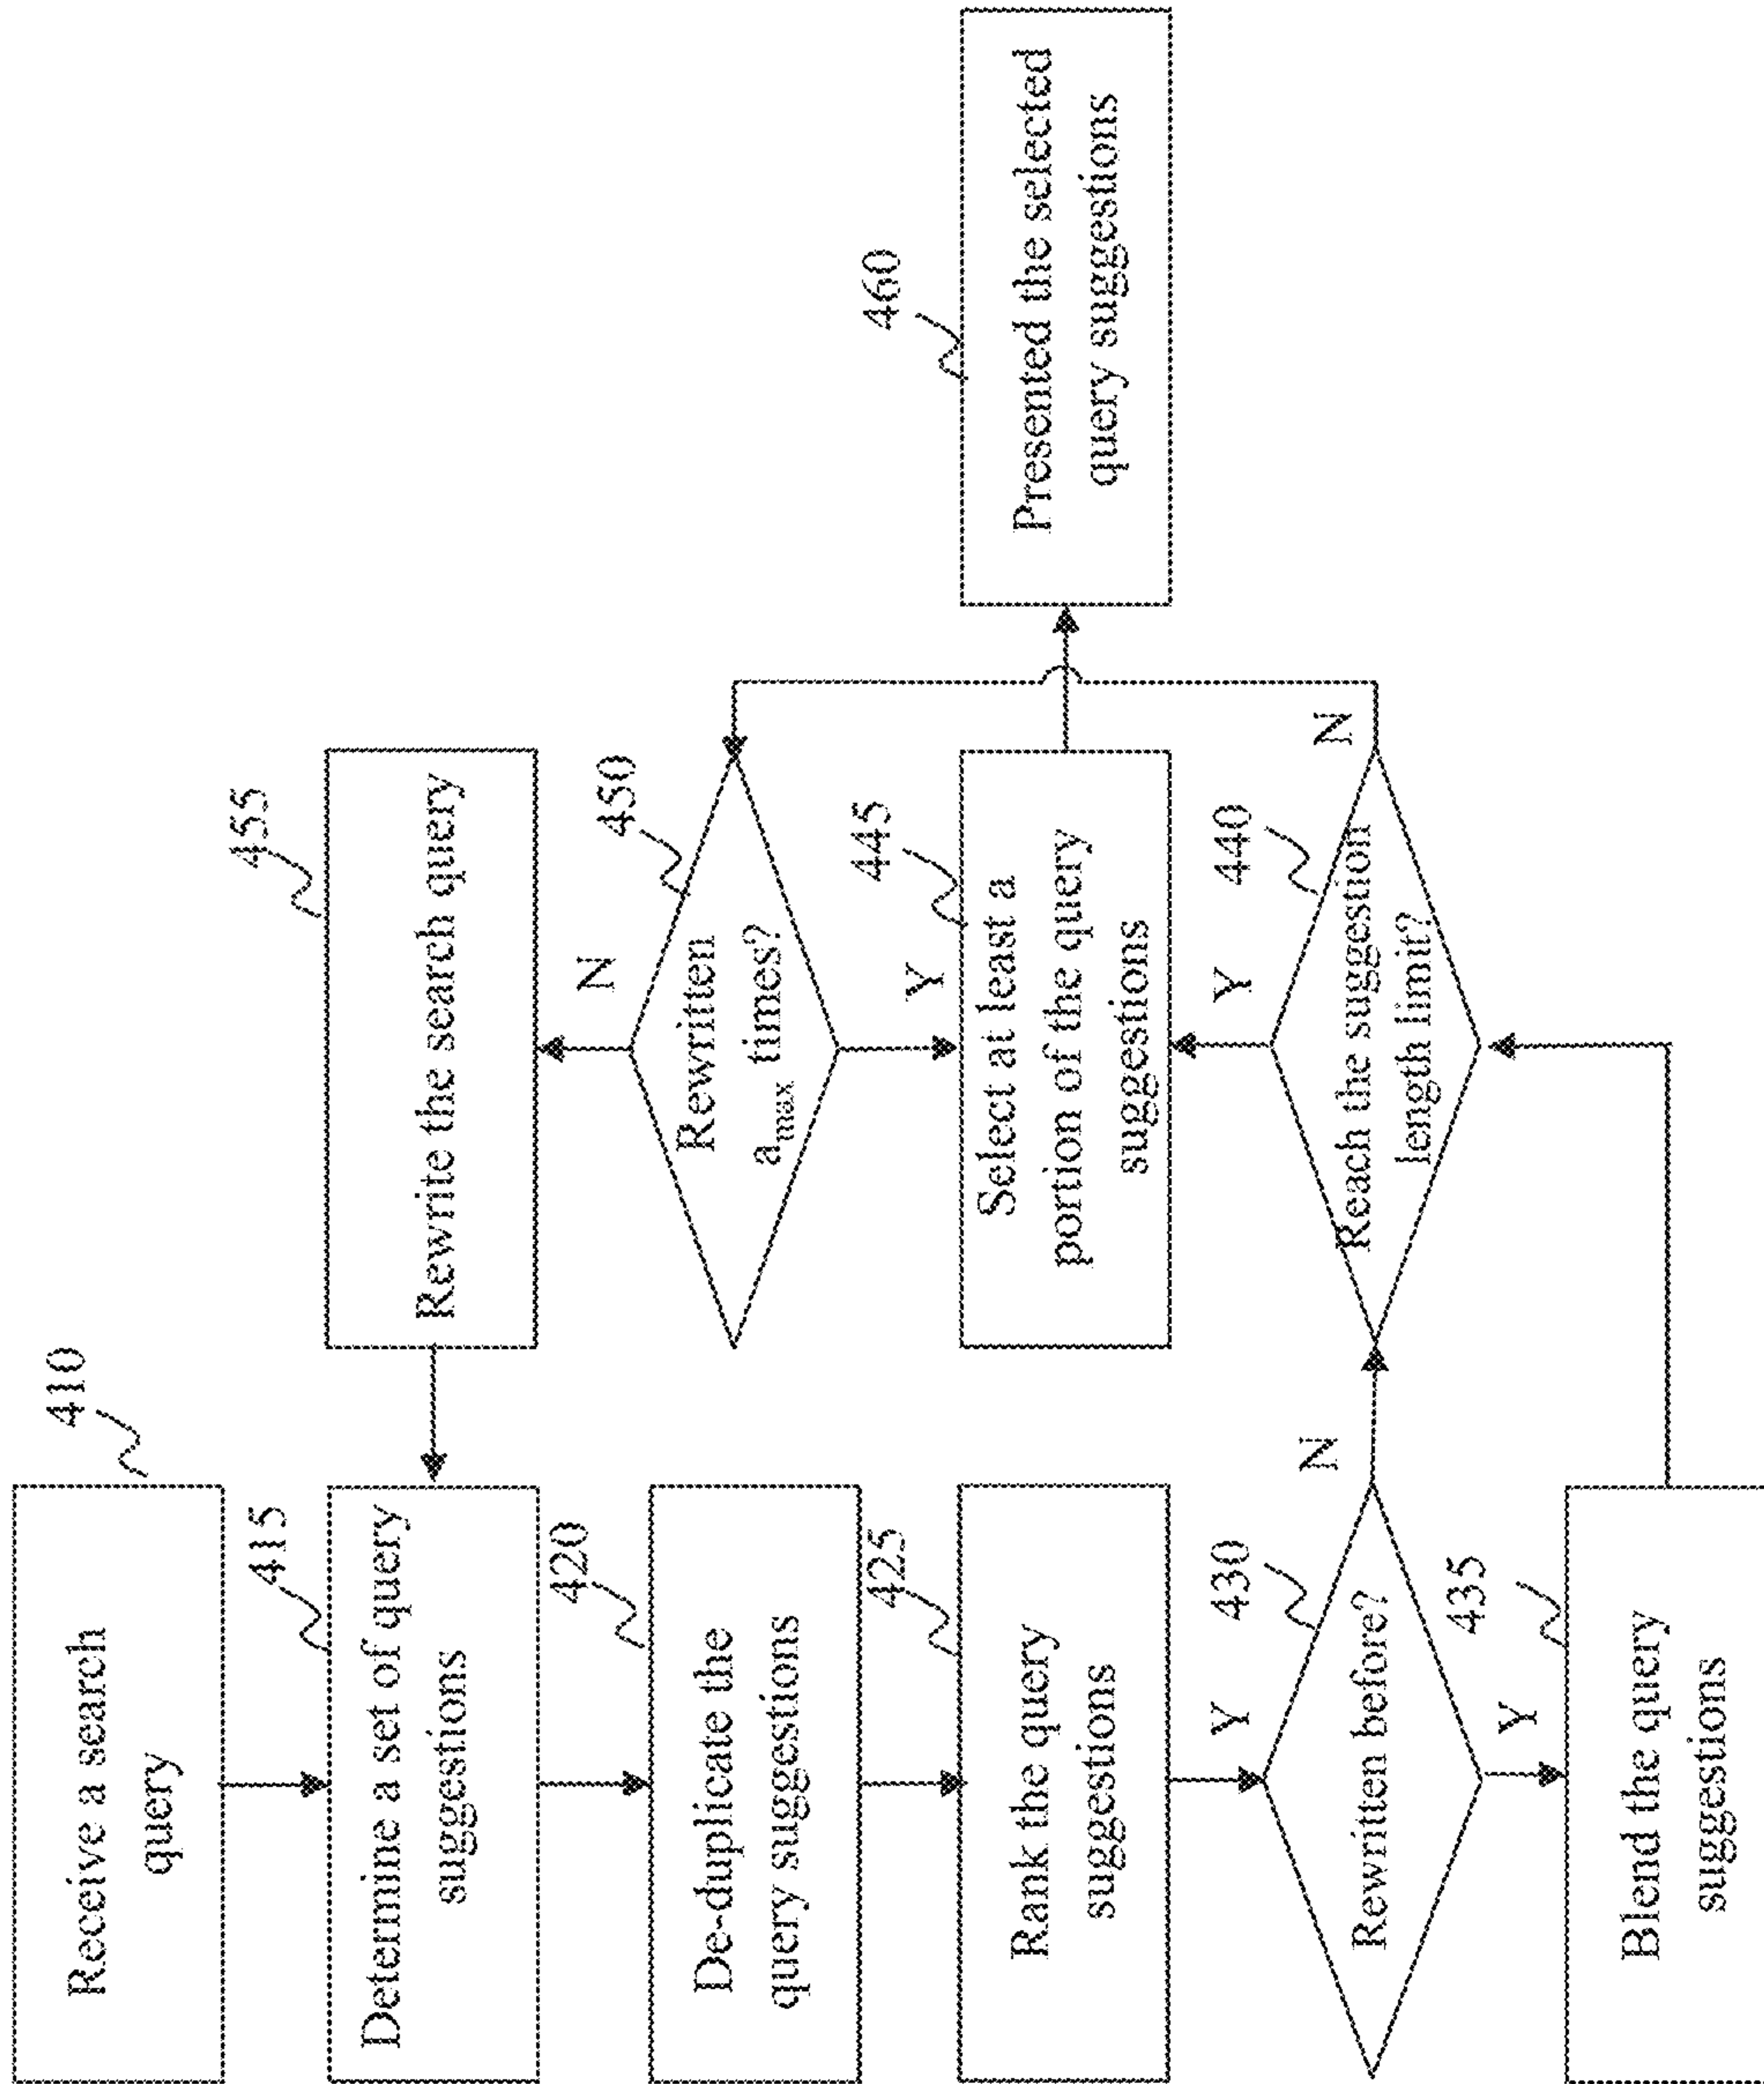 410
Receive a search
query
415
Determine a set of query
suggestions
420
De-duplicate the
query suggestions
425
Rank the query
suggestions
Y
430
Rewritten before?
N
Y
435
Blend the query
suggestions
455
Rewrite the search query
N
450
Rewritten
aₘₐₓ times?
Y
445
Select at least a
portion of the query
suggestions
Y
440
Reach the suggestion
length limit?
N
460
Presented the selected
query suggestions